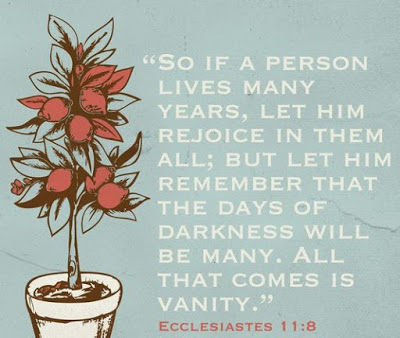 “So if a person
lives many
years, let him
rejoice in them
all; but let him
remember that
the days of
darkness will
be many. All
that comes is
vanity.”
Ecclesiastes 11:8